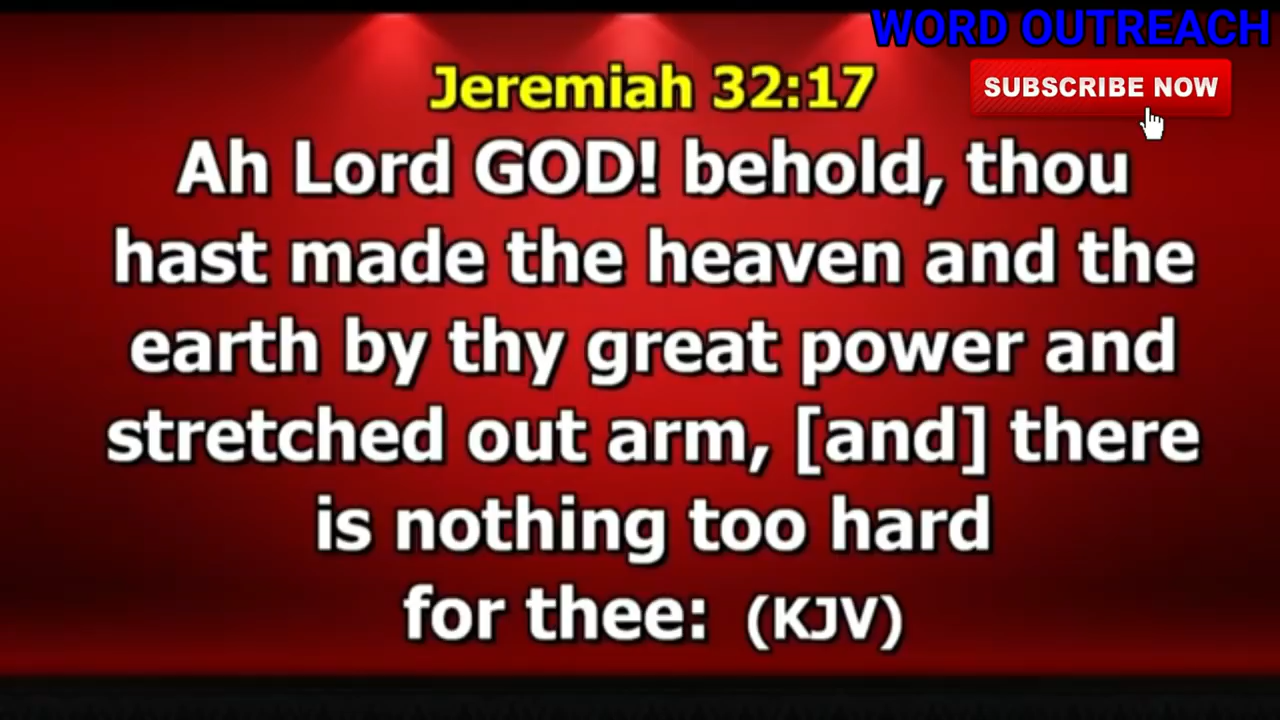 WORD OUTREACH
SUBSCRIBE NOW
Jeremiah 32:17
Ah Lord GOD! behold, thou
hast made the heaven and the
earth by thy great power and
stretched out arm, [and] there
is nothing too hard
for thee: (KJV)